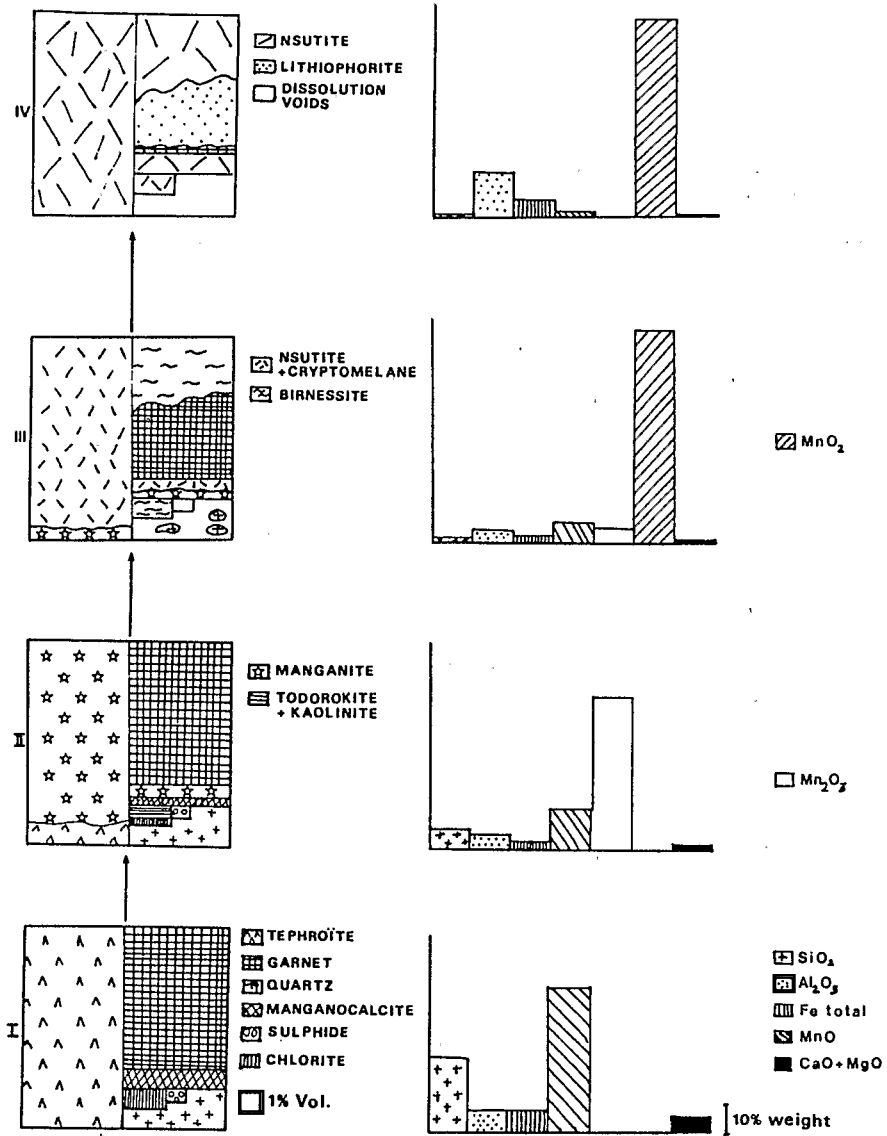 IV
NSUTITE
LITHIOPHORITE
DISSOLUTION
VOIDS
III
NSUTITE
+CRYPTOMELANE
BIRNESSITE
MnO₂
II
MANGANITE
TODOROKITE
+ KAOLINITE
Mn₂O₃
I
TEPHROÏTE
GARNET
QUARTZ
MANGANOCALCITE
SULPHIDE
CHLORITE
1% Vol.
SiO₂
Al₂O₃
Fe total
MnO
CaO+MgO
10% weight